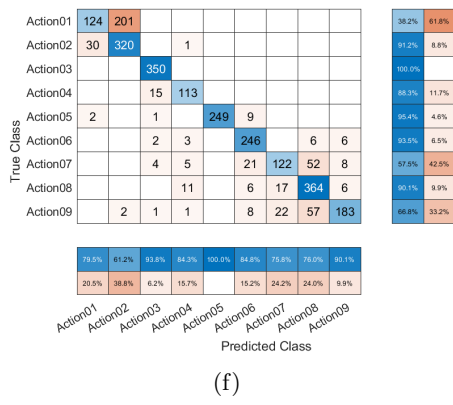 Action01 124 201 38.2% 61.8%
Action02 30 320 1 91.2% 8.8%
Action03 350 100.0%
Action04 15 113 88.3% 11.7%
Action05 2 1 249 9 95.4% 4.6%
Action06 2 3 246 6 6 93.5% 6.5%
Action07 4 5 21 122 52 8 57.5% 42.5%
Action08 11 6 17 364 6 90.1% 9.9%
Action09 2 1 1 8 22 57 183 66.8% 33.2%
True Class
79.5% 61.2% 93.8% 84.3% 100.0% 84.8% 75.8% 76.0% 90.1%
20.5% 38.8% 6.2% 15.7% 15.2% 24.2% 24.0% 9.9%
Action01 Action02 Action03 Action04 Action05 Action06 Action07 Action08 Action09
Predicted Class
(f)